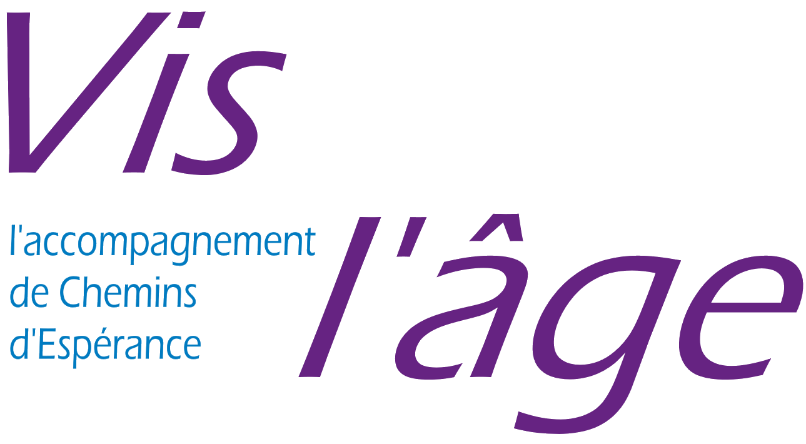 Vis
l'âge
l'accompagnement
de Chemins
d'Espérance